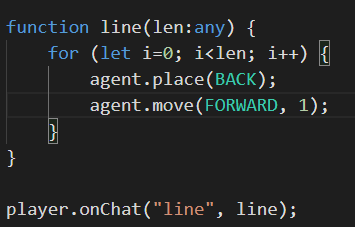 function line(len:any) {
    for (let i=0; i<len; i++) {
        agent.place(BACK);
        agent.move(FORWARD, 1);
    }
}

player.onChat("line", line);